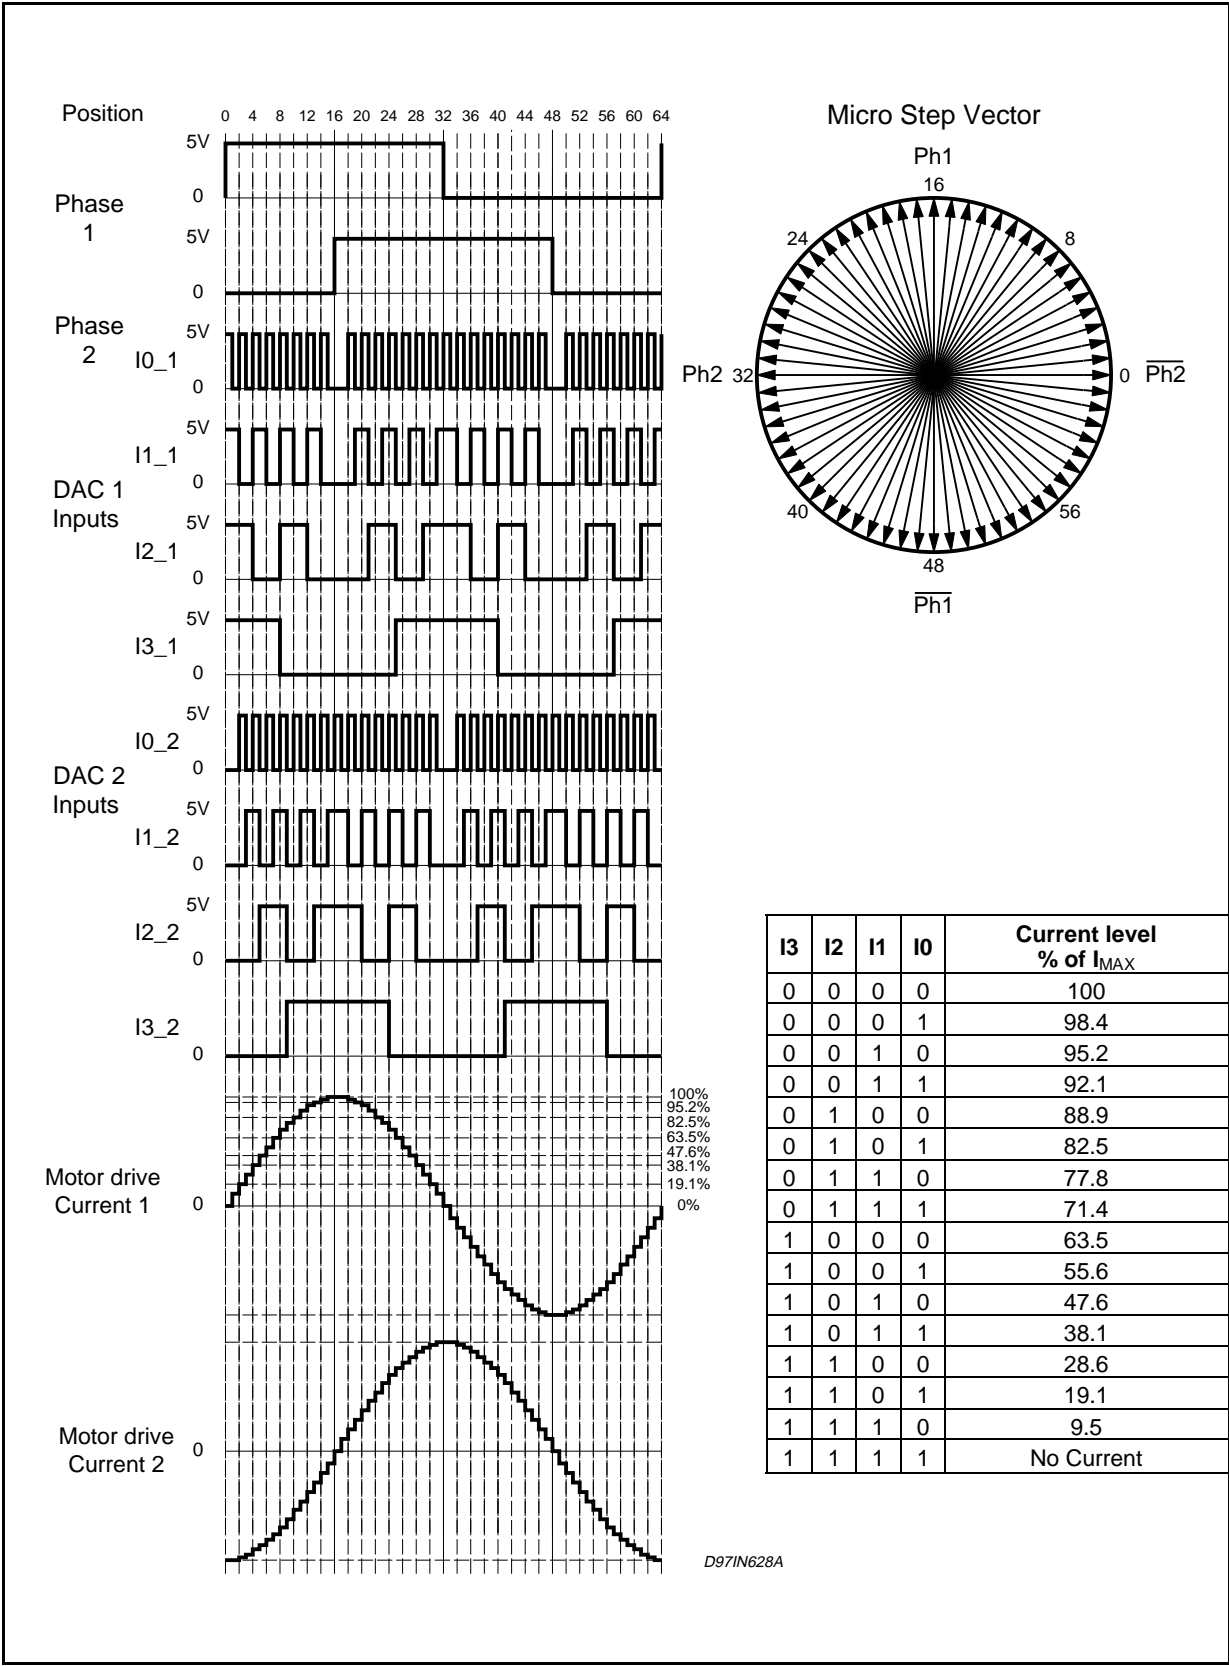 Position
0 4 8 12 16 20 24 28 32 36 40 44 48 52 56 60 64
5V
0
Phase
1
5V
0
Phase
2
I0_1
5V
0
I1_1
5V
0
DAC 1
Inputs
I2_1
5V
0
I3_1
5V
0
I0_2
5V
0
DAC 2
Inputs
I1_2
5V
0
I2_2
5V
0
I3_2
0
100%
95.2%
82.5%
63.5%
47.6%
38.1%
19.1%
0%
Motor drive
Current 1
0
Motor drive
Current 2
0
D97IN628A
Micro Step Vector
Ph1
16
24
8
Ph2 32
0 Ph2
40
56
48
Ph1
I3 I2 I1 I0 Current level
% of IMAX
0 0 0 0 100
0 0 0 1 98.4
0 0 1 0 95.2
0 0 1 1 92.1
0 1 0 0 88.9
0 1 0 1 82.5
0 1 1 0 77.8
0 1 1 1 71.4
1 0 0 0 63.5
1 0 0 1 55.6
1 0 1 0 47.6
1 0 1 1 38.1
1 1 0 0 28.6
1 1 0 1 19.1
1 1 1 0 9.5
1 1 1 1 No Current